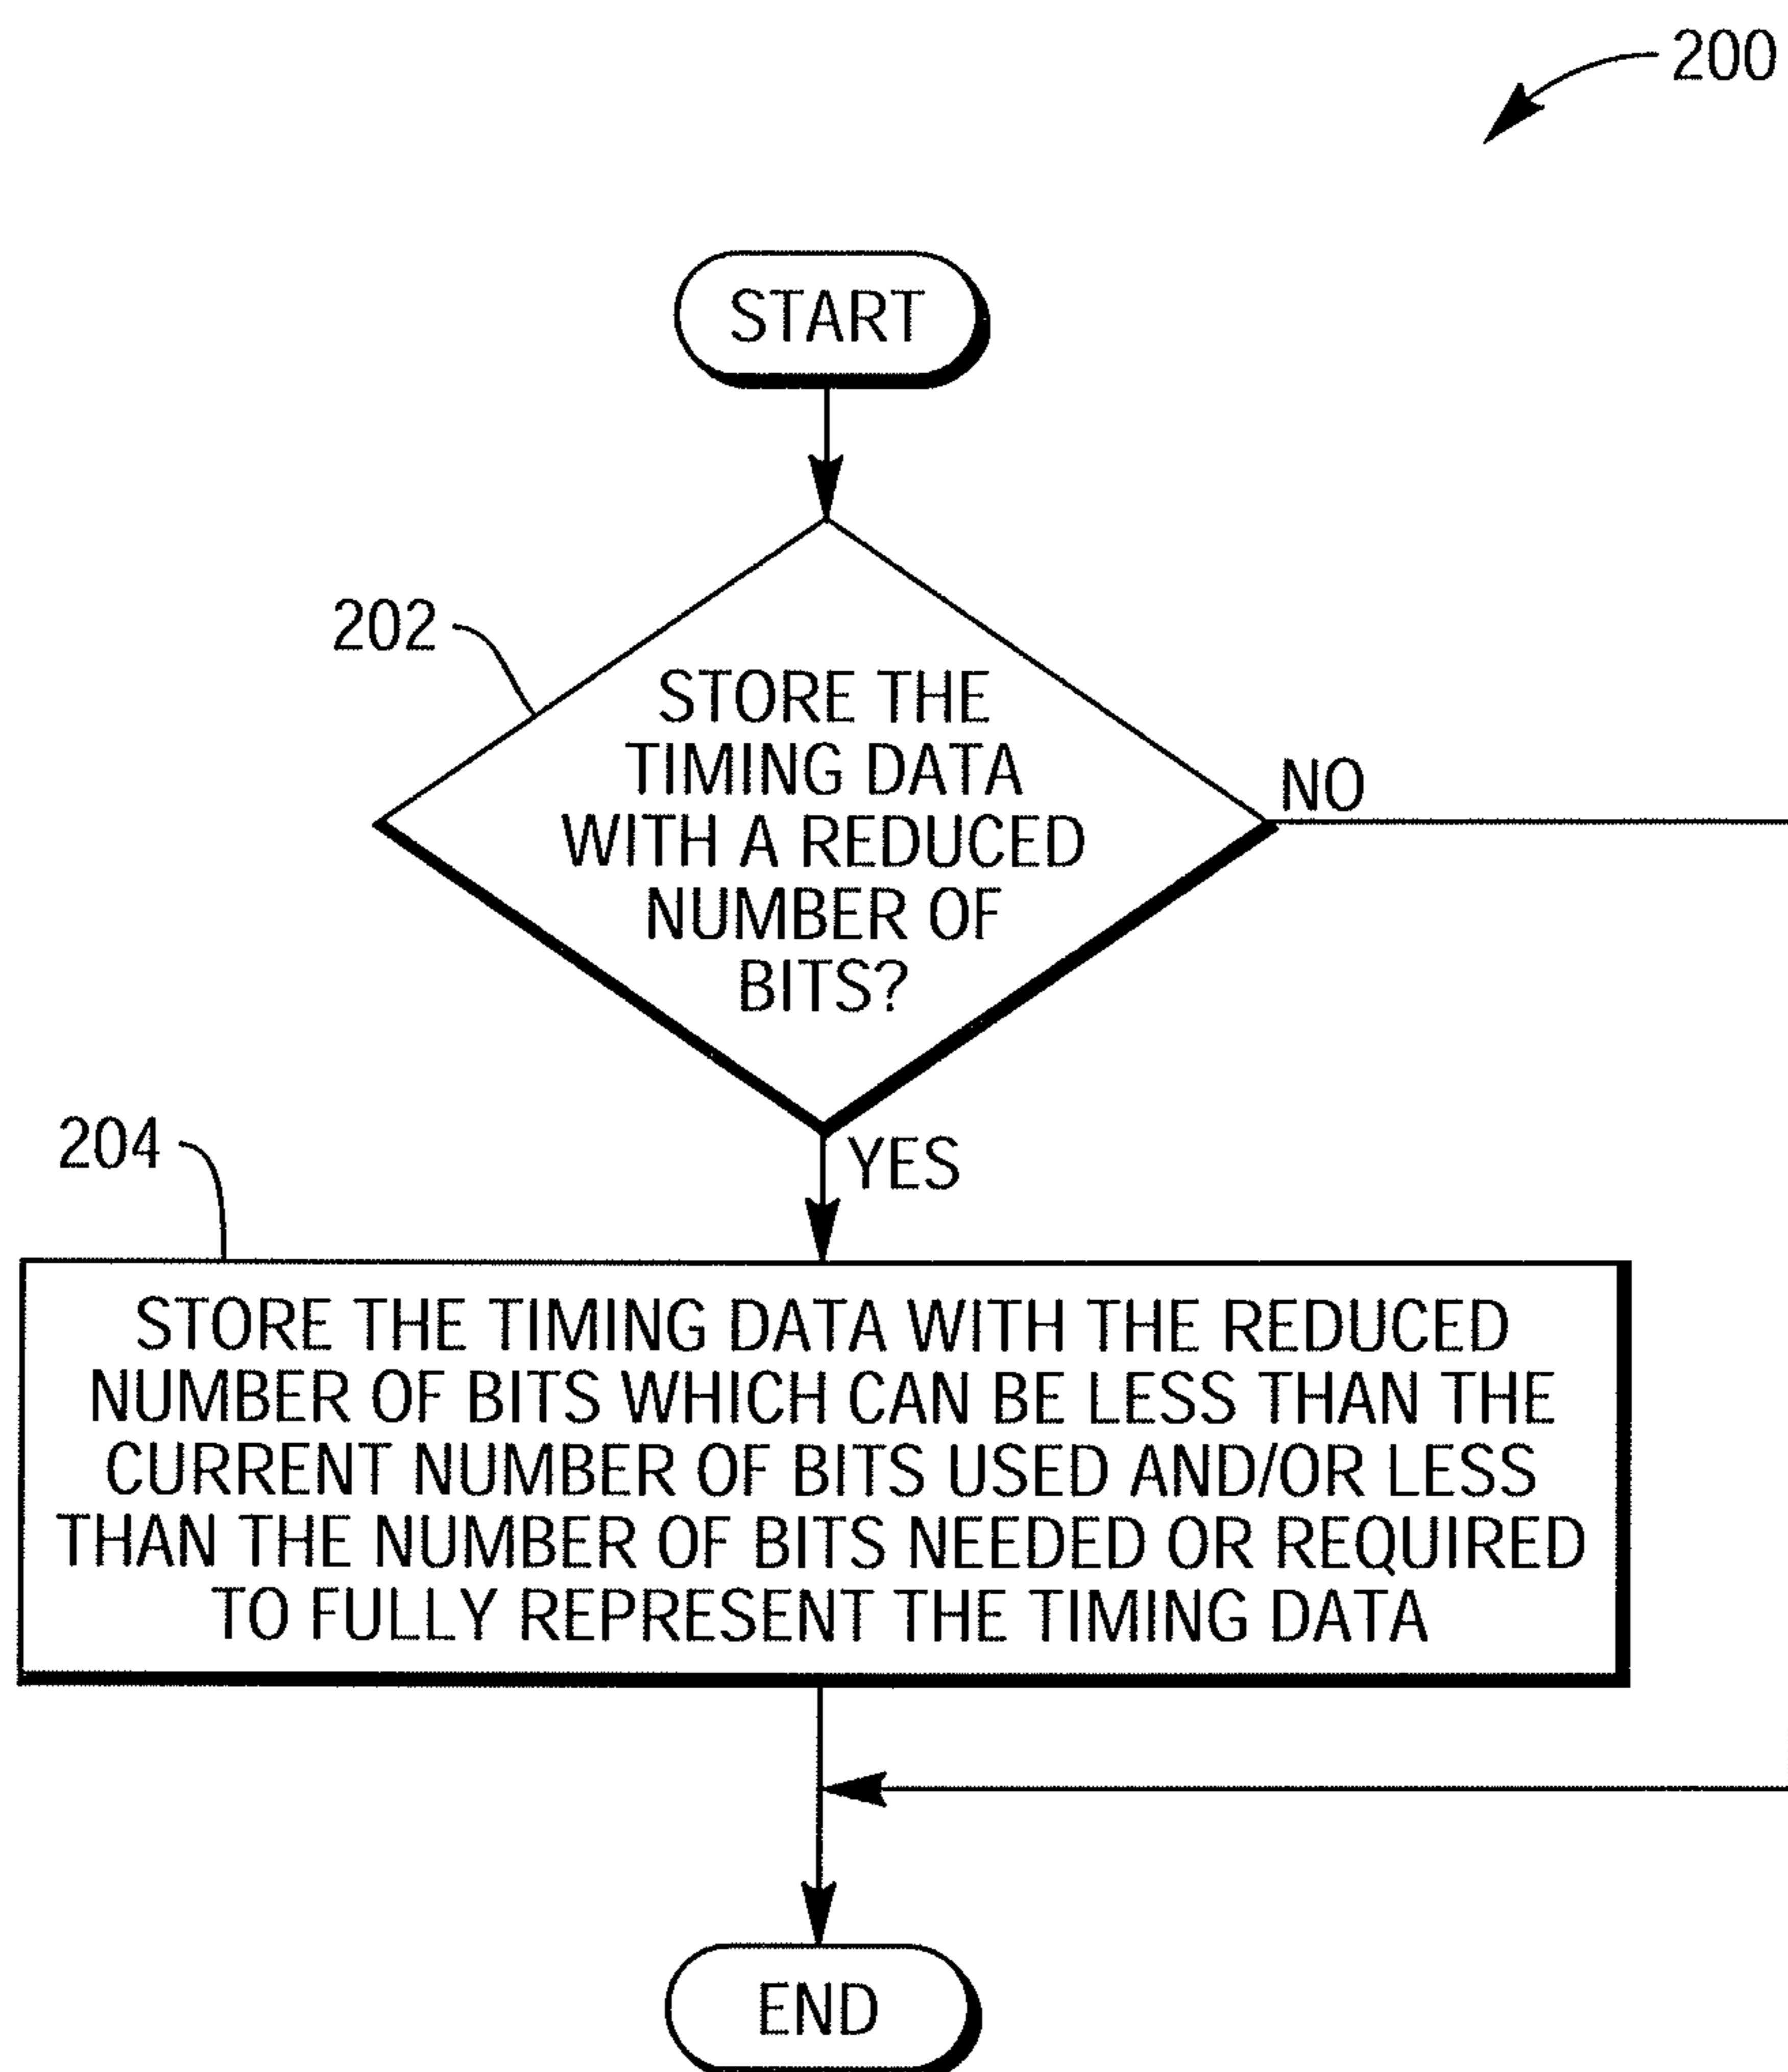 200
START
202
STORE THE
TIMING DATA
WITH A REDUCED
NUMBER OF
BITS?
NO
YES
204
STORE THE TIMING DATA WITH THE REDUCED
NUMBER OF BITS WHICH CAN BE LESS THAN THE
CURRENT NUMBER OF BITS USED AND/OR LESS
THAN THE NUMBER OF BITS NEEDED OR REQUIRED
TO FULLY REPRESENT THE TIMING DATA
END